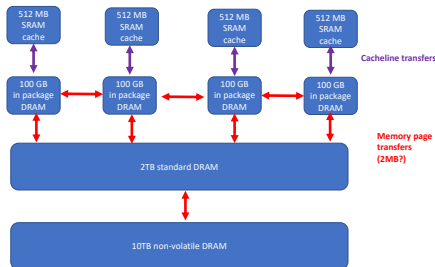 512 MB
SRAM
cache
512 MB
SRAM
cache
512 MB
SRAM
cache
512 MB
SRAM
cache
Cacheline transfers
100 GB
in package
DRAM
100 GB
in package
DRAM
100 GB
in package
DRAM
100 GB
in package
DRAM
Memory page
transfers
(2MB?)
2TB standard DRAM
10TB non-volatile DRAM